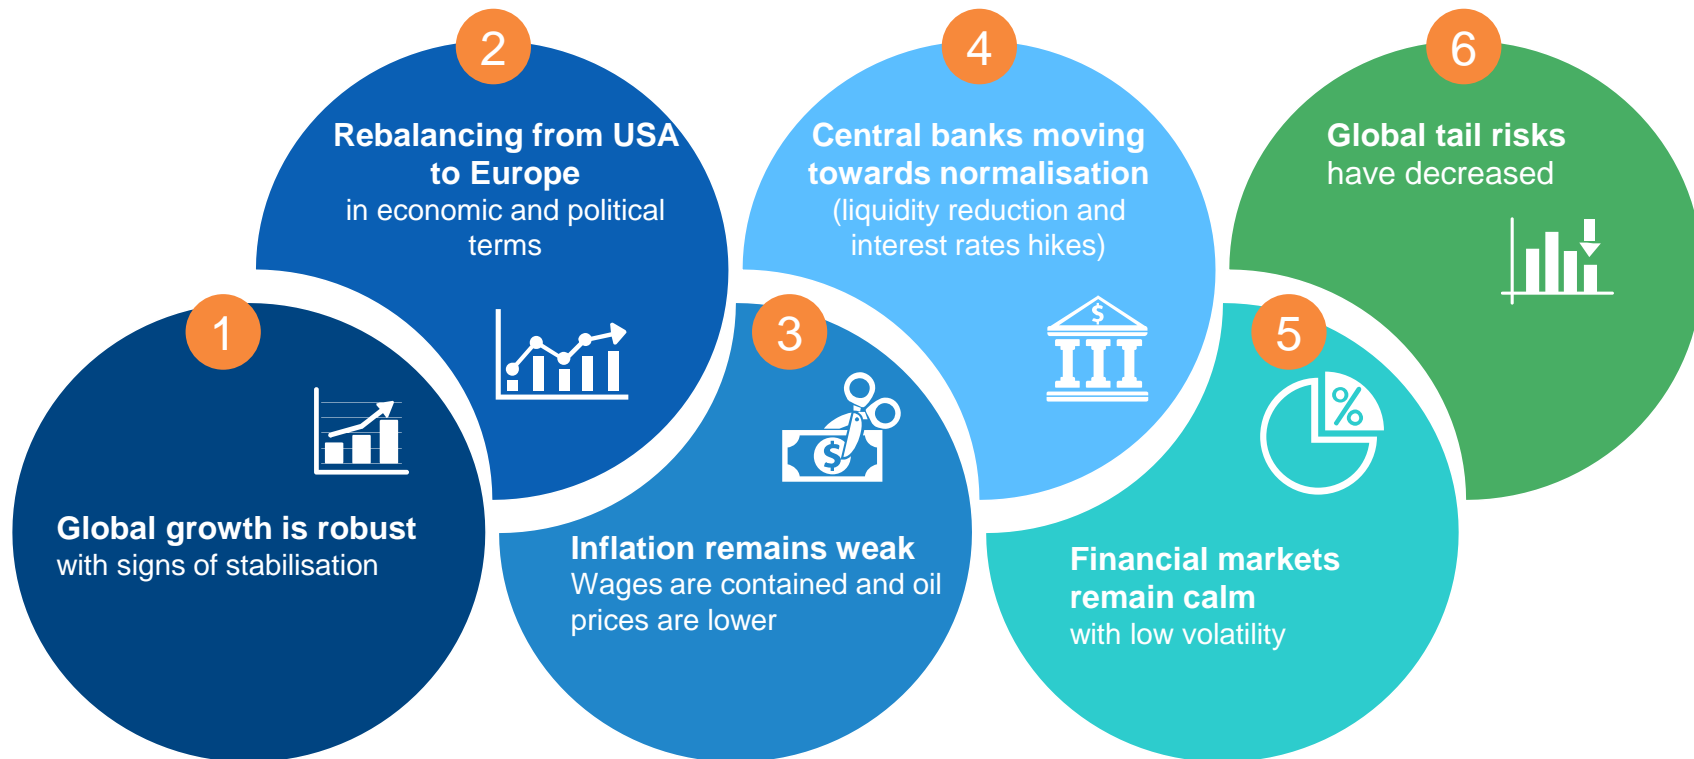 1
Global growth is robust
with signs of stabilisation
2
Rebalancing from USA
to Europe
in economic and political
terms
3
$
Inflation remains weak
Wages are contained and oil
prices are lower
4
Central banks moving
towards normalisation
(liquidity reduction and
interest rates hikes)
$
5
%
Financial markets
remain calm
with low volatility
6
Global tail risks
have decreased